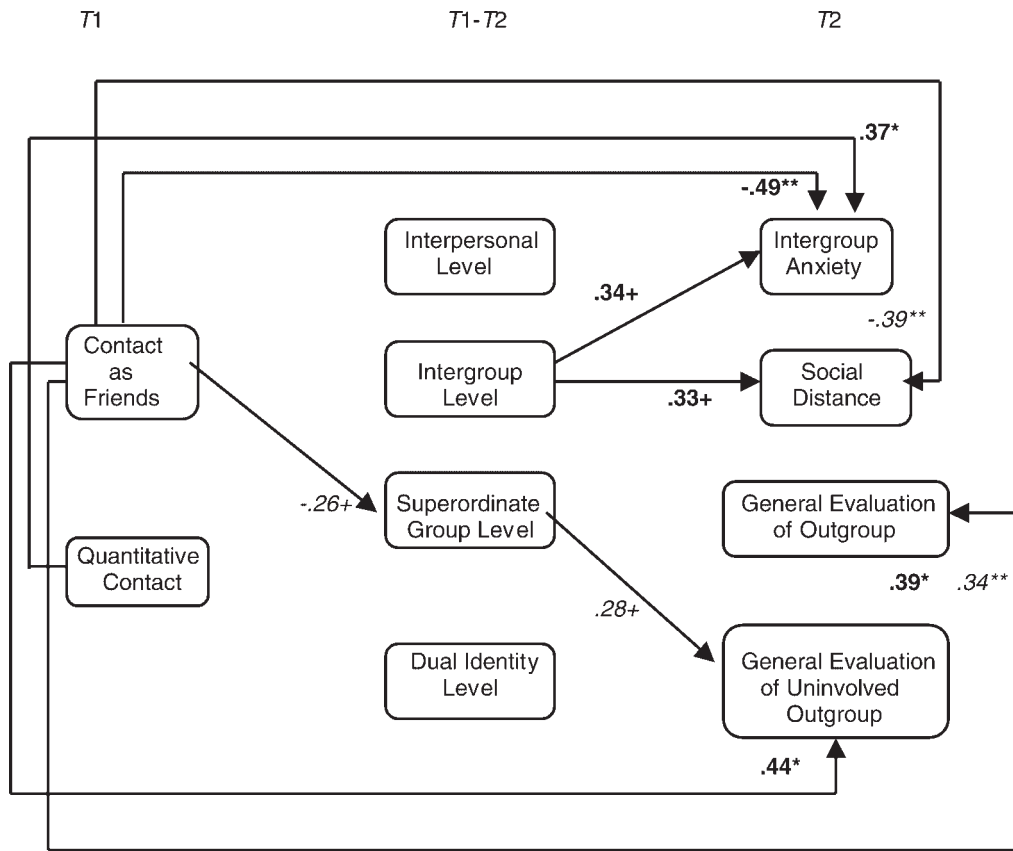 T1 T1-T2 T2
.37*
-.49**
Interpersonal
Level
Intergroup
Anxiety
.34+
-.39**
Contact
as
Friends
Intergroup
Level
Social
Distance
.33+
-.26+
Superordinate
Group Level
General Evaluation
of Outgroup
Quantitative
Contact
.39* .34**
.28+
Dual Identity
Level
General Evaluation
of Uninvolved
Outgroup
.44*